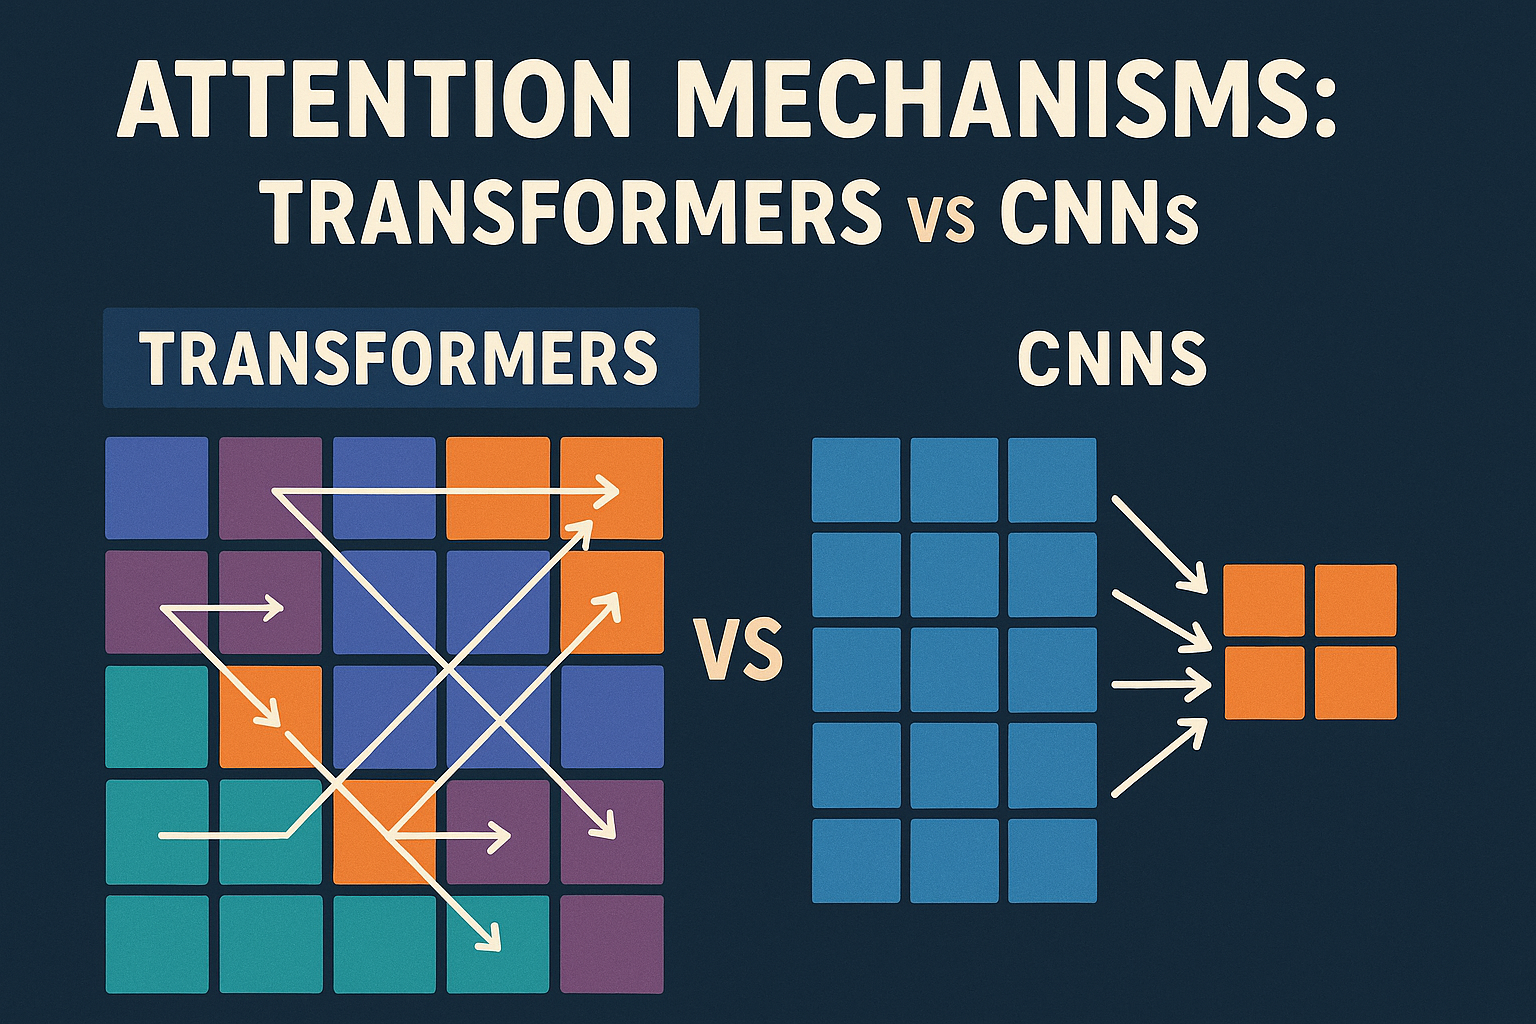 ATTENTION MECHANISMS:
TRANSFORMERS VS CNNs
TRANSFORMERS
CNNS
VS